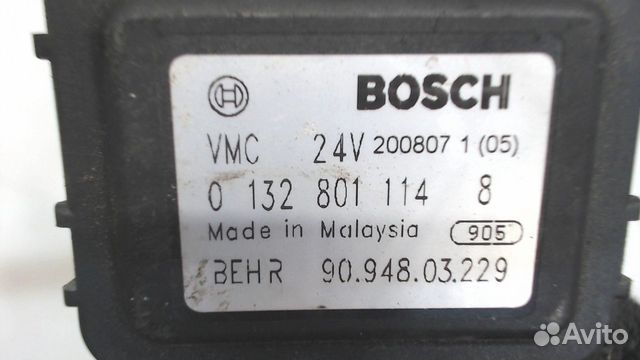 BOSCH
VMC 24V 200807 1 (05)
0 132 801 114 8
Made in Malaysia 905
BEHR 90.948.03.229
Avito